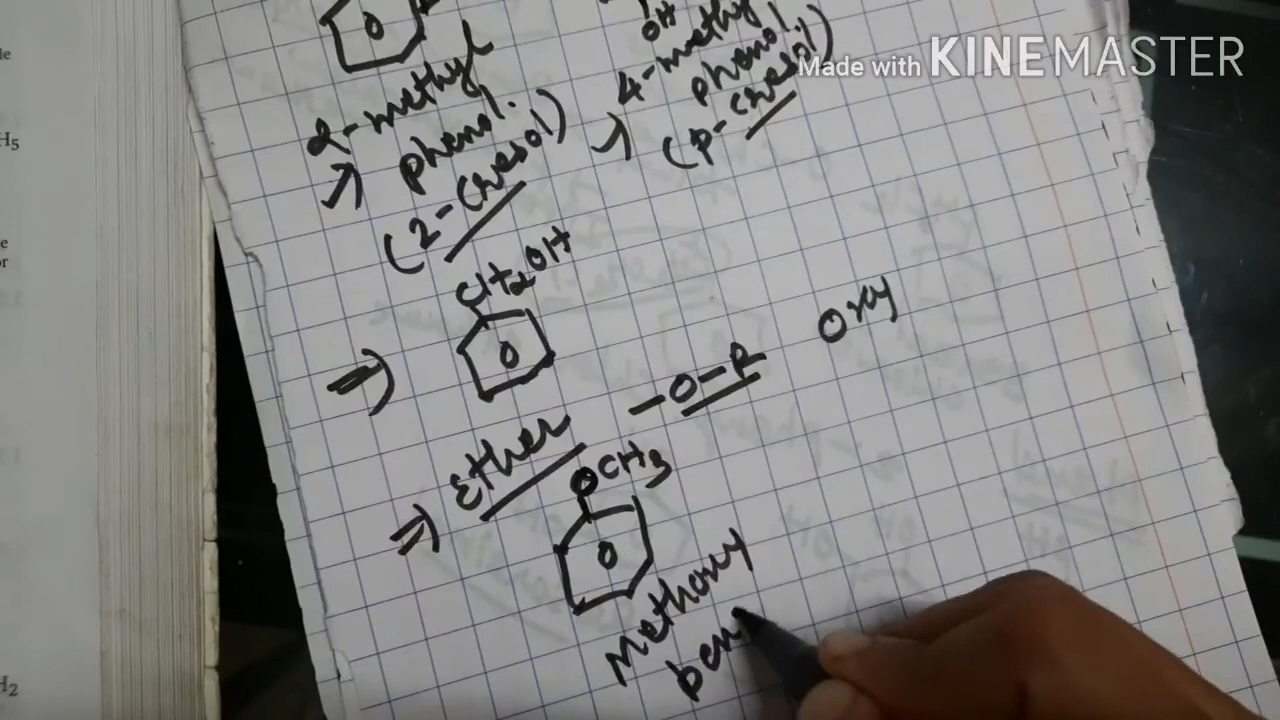 Made with KINEMASTER
OH
2-methyl
phenol.
(2-cresol)
4-methy
phenol
(p-cresol)
H5
CH2OH
-O-R
Oxy
Ether
OCH3
Methoxy
ben
H2